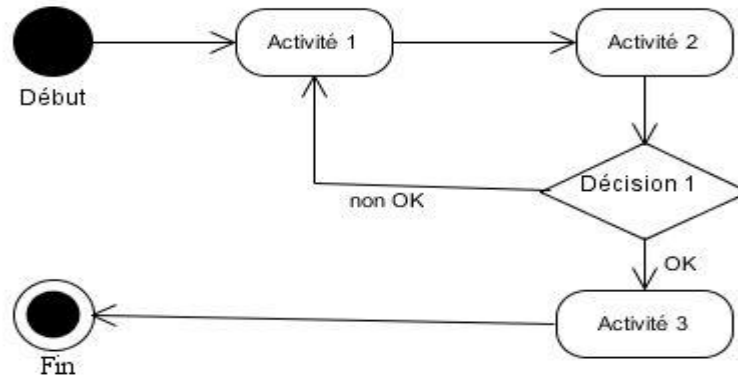 Activité 1
Activité 2
Début
Décision 1
non OK
OK
Activité 3
Fin